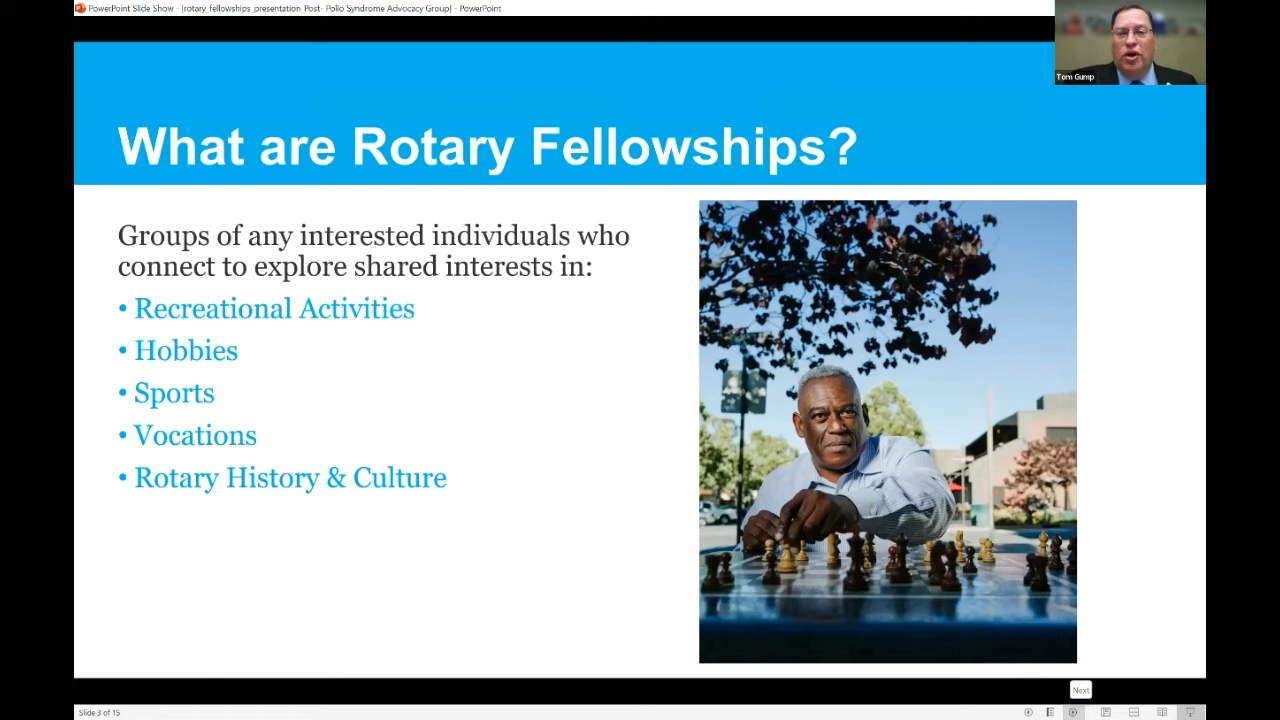 PowerPoint Slide Show - [rotary_fellowships_presentation_Post- Polio Syndrome Advocacy Group] - PowerPoint
Tom Gump
What are Rotary Fellowships?
Groups of any interested individuals who
connect to explore shared interests in:
• Recreational Activities
• Hobbies
• Sports
• Vocations
• Rotary History & Culture
Next
Slide 3 of 15